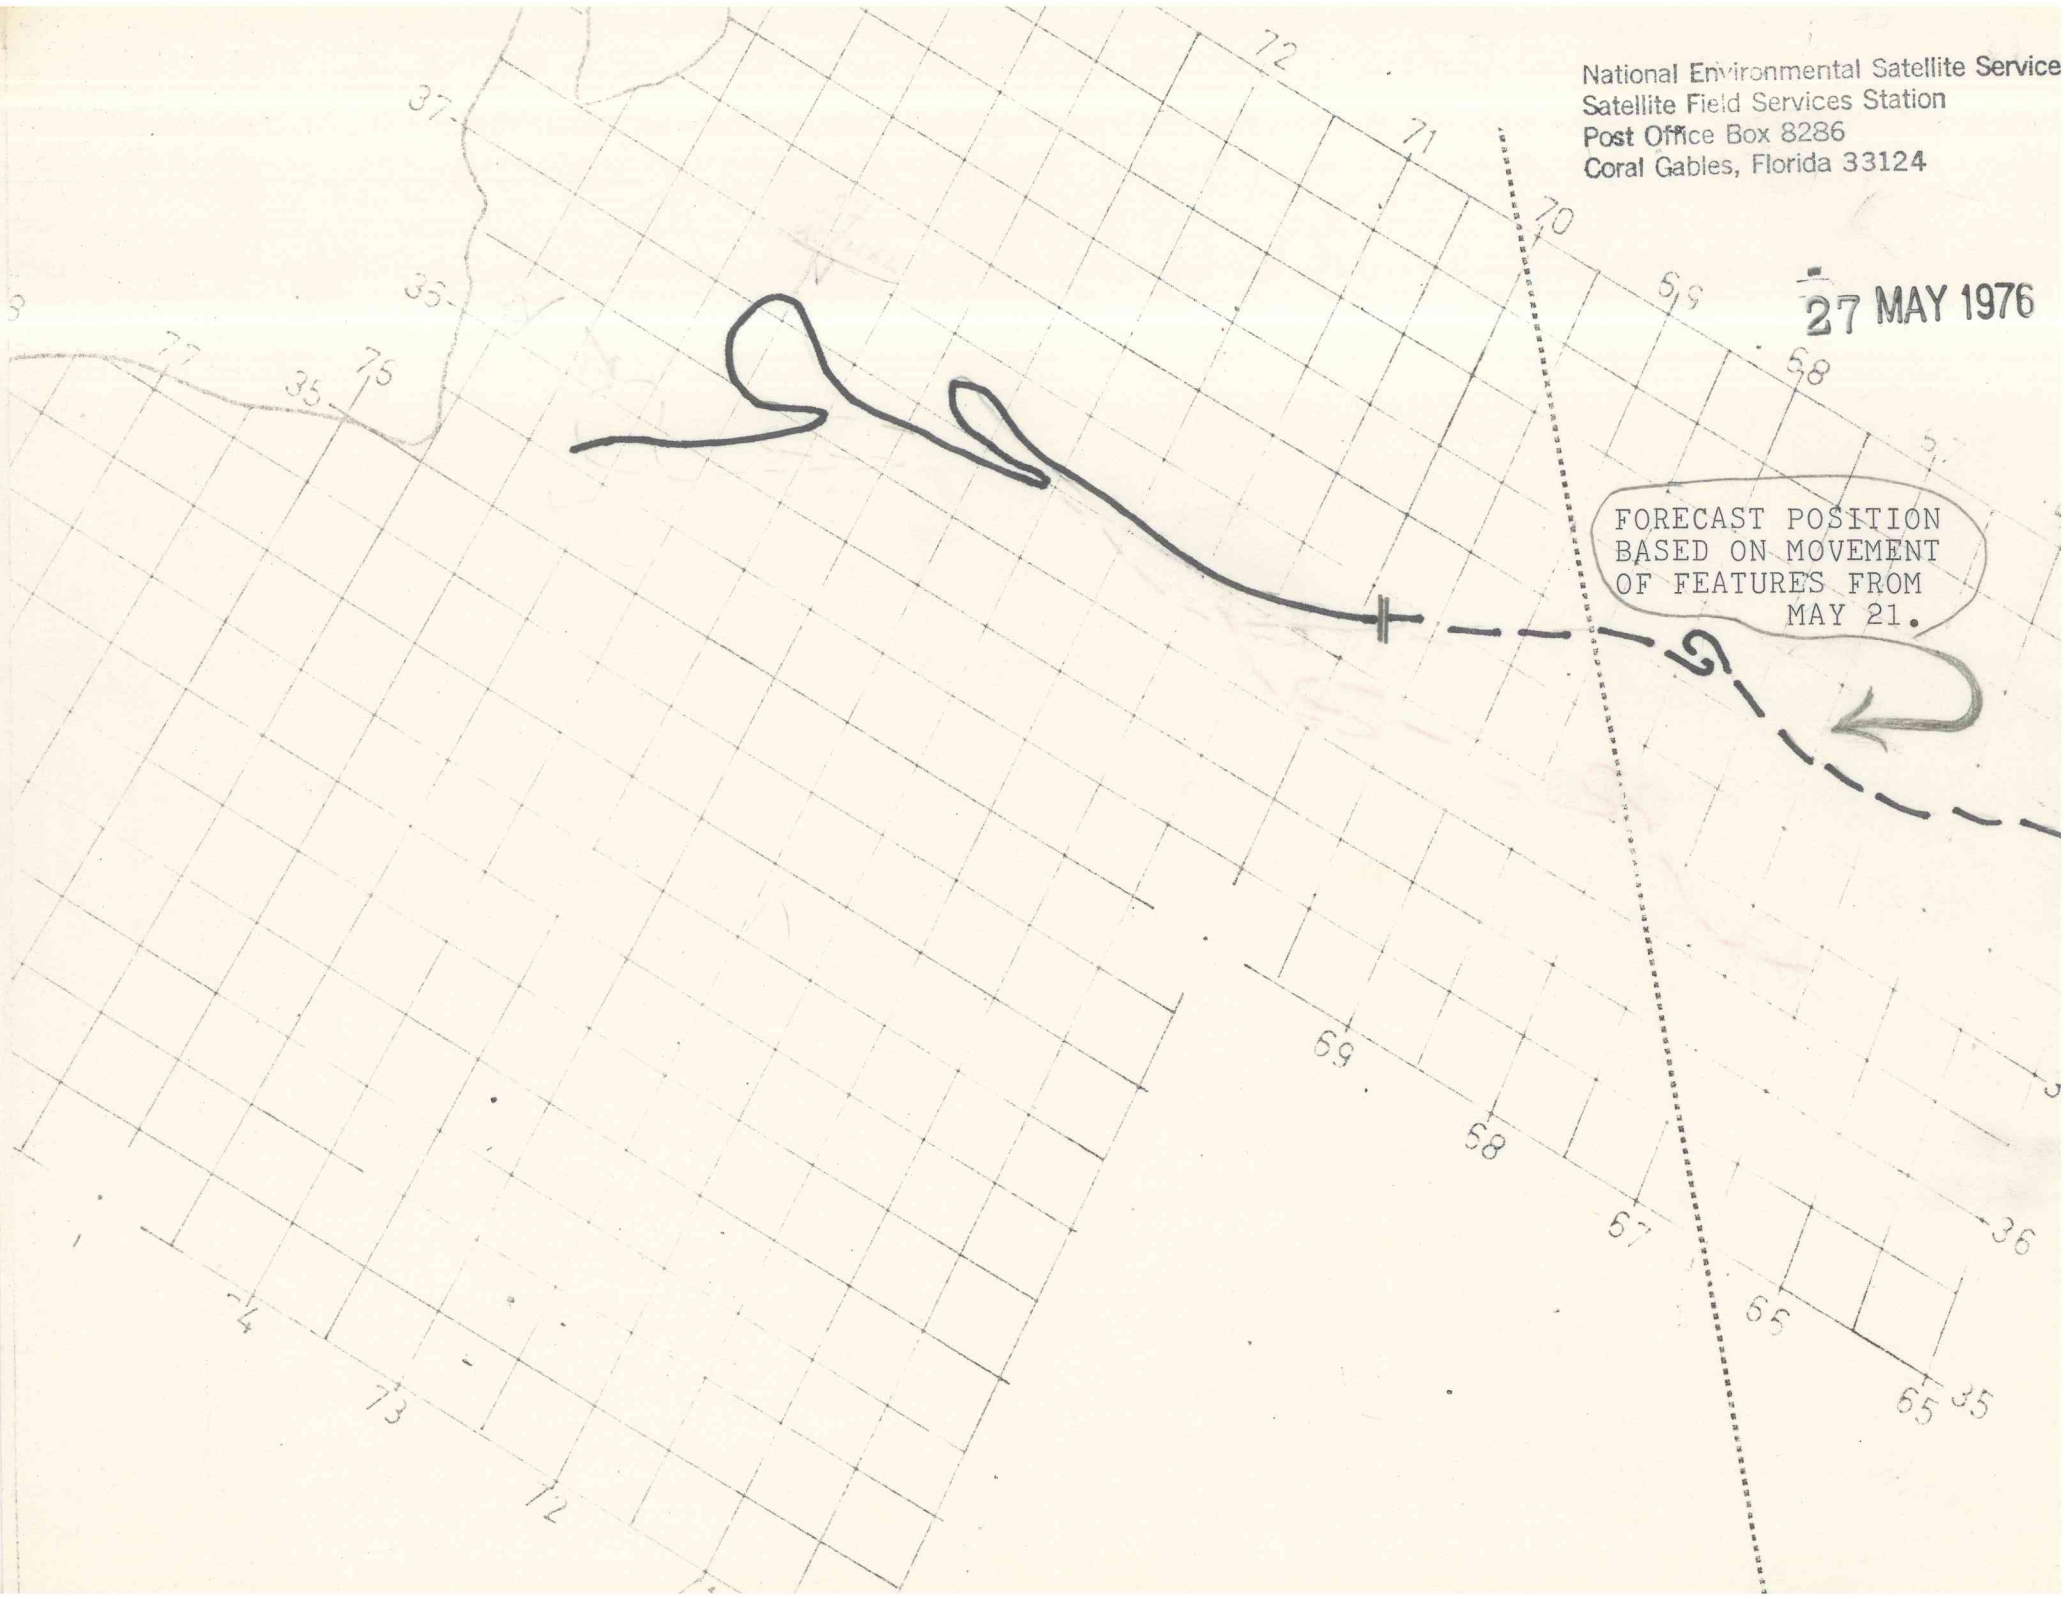 72
National Environmental Satellite Service
Satellite Field Services Station
Post Office Box 8286
Coral Gables, Florida 33124
37
71
70
69
27 MAY 1976
36
68
77
76
35
FORECAST POSITION
BASED ON MOVEMENT
OF FEATURES FROM
MAY 21.
69
68
67
36
66
65
35
73
72